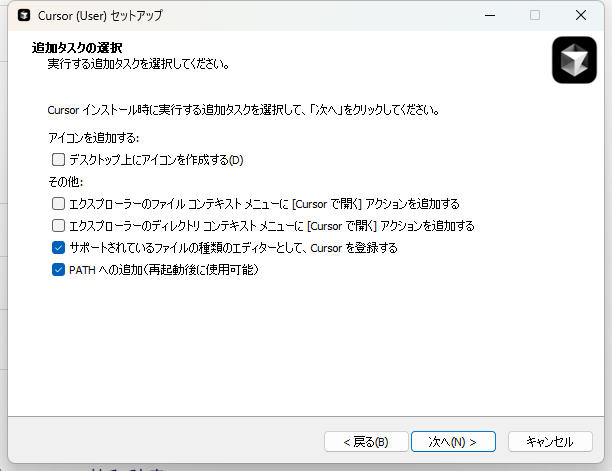 Cursor (User) セットアップ
追加タスクの選択
実行する追加タスクを選択してください。
Cursor インストール時に実行する追加タスクを選択して、「次へ」をクリックしてください。
アイコンを追加する:
デスクトップ上にアイコンを作成する(D)
その他:
エクスプローラーのファイル コンテキスト メニューに [Cursor で開く] アクションを追加する
エクスプローラーのディレクトリ コンテキスト メニューに [Cursor で開く] アクションを追加する
サポートされているファイルの種類のエディターとして、Cursor を登録する
PATH への追加（再起動後に使用可能）
< 戻る(B)
次へ(N) >
キャンセル